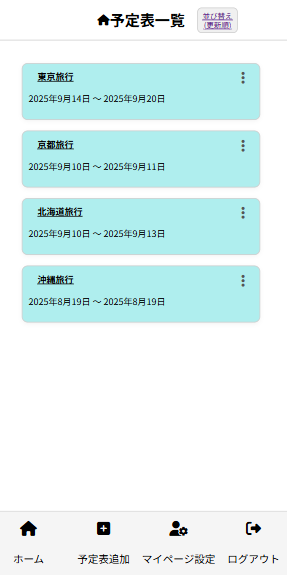 予定表一覧
並び替え
(更新順)
東京旅行
2025年9月14日 〜 2025年9月20日
京都旅行
2025年9月10日 〜 2025年9月11日
北海道旅行
2025年9月10日 〜 2025年9月13日
沖縄旅行
2025年8月19日 〜 2025年8月19日
ホーム
予定表追加
マイページ設定
ログアウト